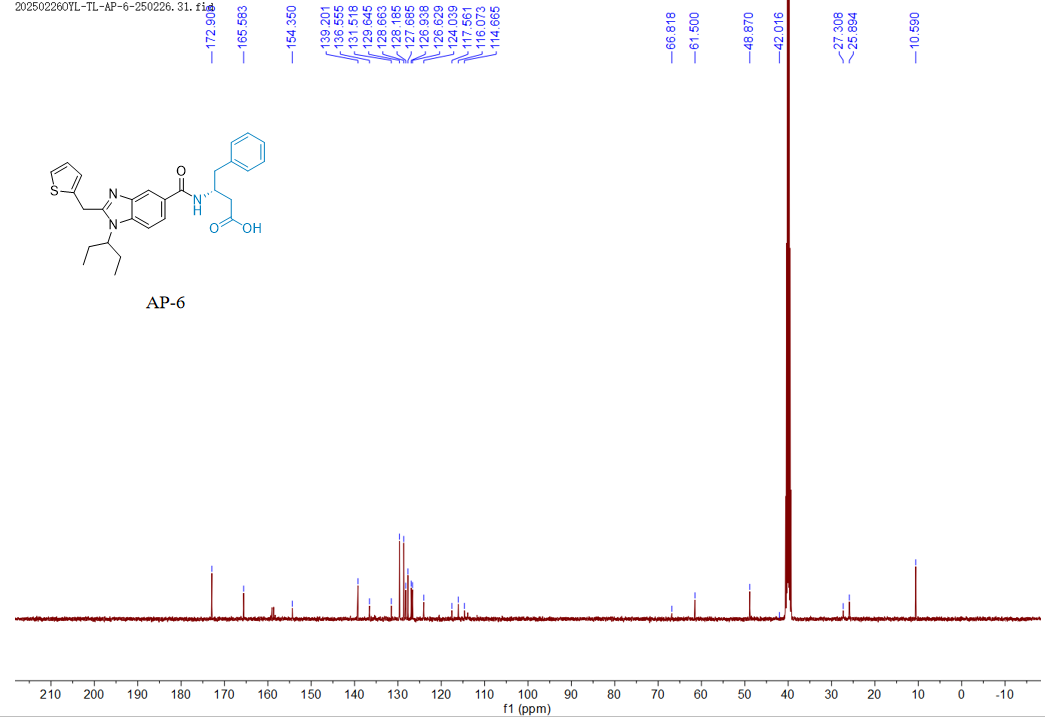 20250226OYL-TL-AP-6-250226.31.fid
172.908
165.583
154.350
139.201
136.555
131.518
129.645
128.663
128.185
127.685
126.938
126.629
124.039
117.561
116.073
114.665
66.818
61.500
48.870
42.016
27.308
25.894
10.590
S
N
N
O
N
H
O
OH
AP-6
210 200 190 180 170 160 150 140 130 120 110 100 90 80 70 60 50 40 30 20 10 0 -10
f1 (ppm)